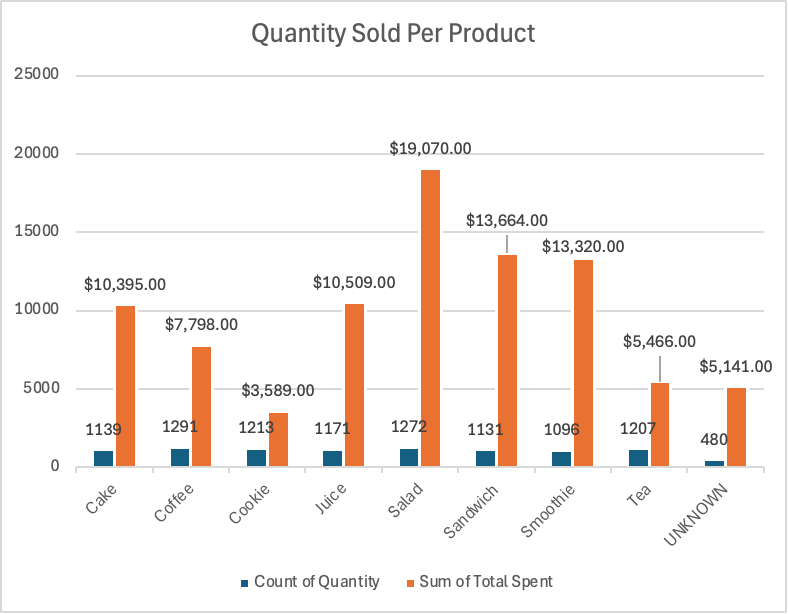 Quantity Sold Per Product
25000
20000
15000
10000
5000
0
$10,395.00
$7,798.00
$3,589.00
$10,509.00
$19,070.00
$13,664.00
$13,320.00
$5,466.00
$5,141.00
1139
1291
1213
1171
1272
1131
1096
1207
480
Cake
Coffee
Cookie
Juice
Salad
Sandwich
Smoothie
Tea
UNKNOWN
Count of Quantity
Sum of Total Spent